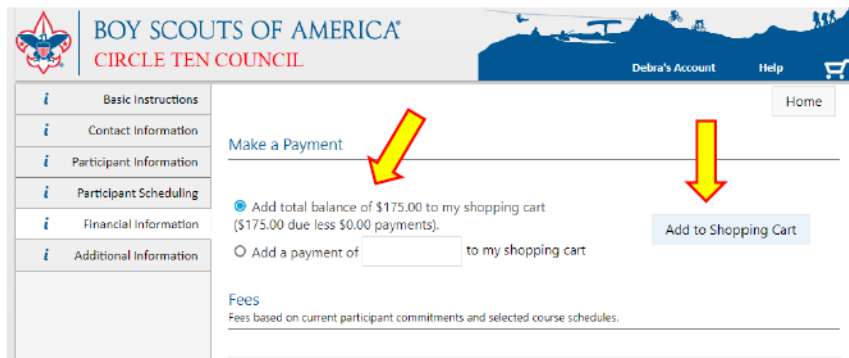 BOY SCOUTS OF AMERICA®
CIRCLE TEN COUNCIL
Debra's Account
Help
i Basic Instructions
i Contact Information
i Participant Information
i Participant Scheduling
i Financial Information
i Additional Information
Home
Make a Payment
Add total balance of $175.00 to my shopping cart
($175.00 due less $0.00 payments).
Add to Shopping Cart
Add a payment of to my shopping cart
Fees
Fees based on current participant commitments and selected course schedules.